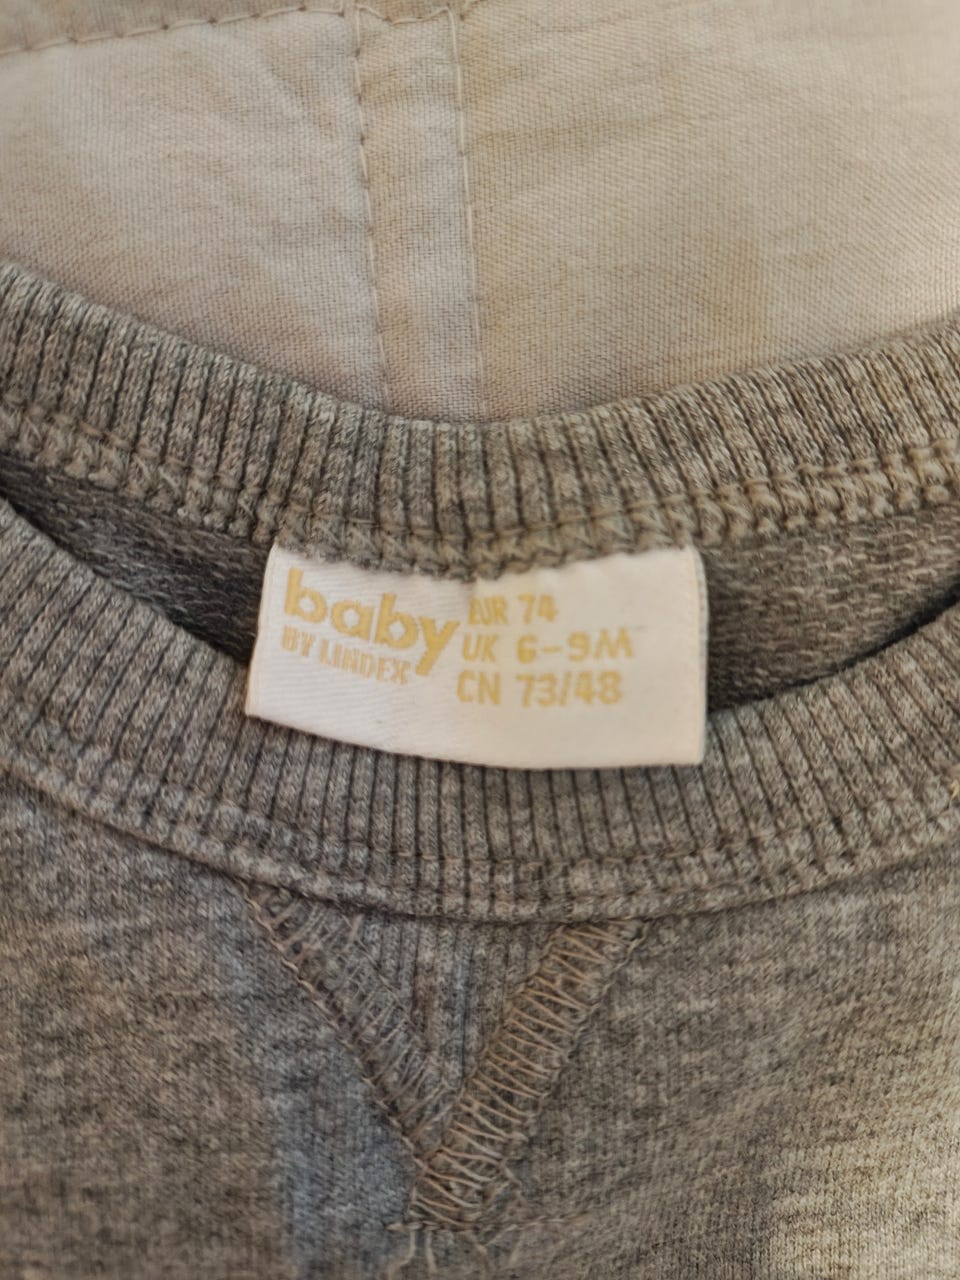 baby
BY LINDEX
EUR 74
UK 6-9M
CN 73/48